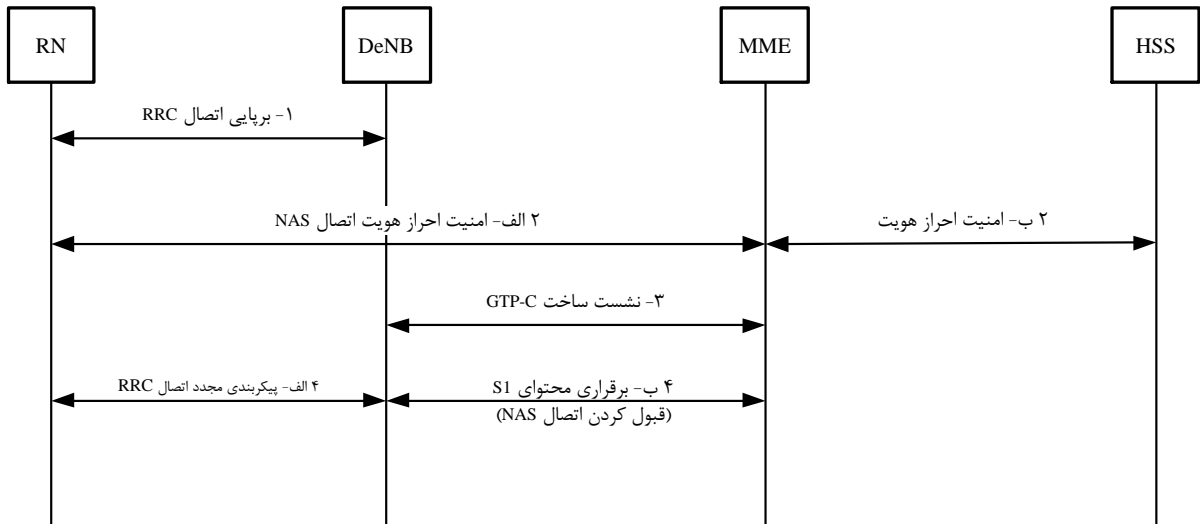 RN
DeNB
MME
HSS
۱- برپایی اتصال RRC
۲ الف- امنیت احراز هویت اتصال NAS
۲ ب- امنیت احراز هویت
۳- نشست ساخت GTP-C
۴ الف- پیکربندی مجدد اتصال RRC
۴ ب- برقراری محتوای S1
(قبول کردن اتصال NAS)